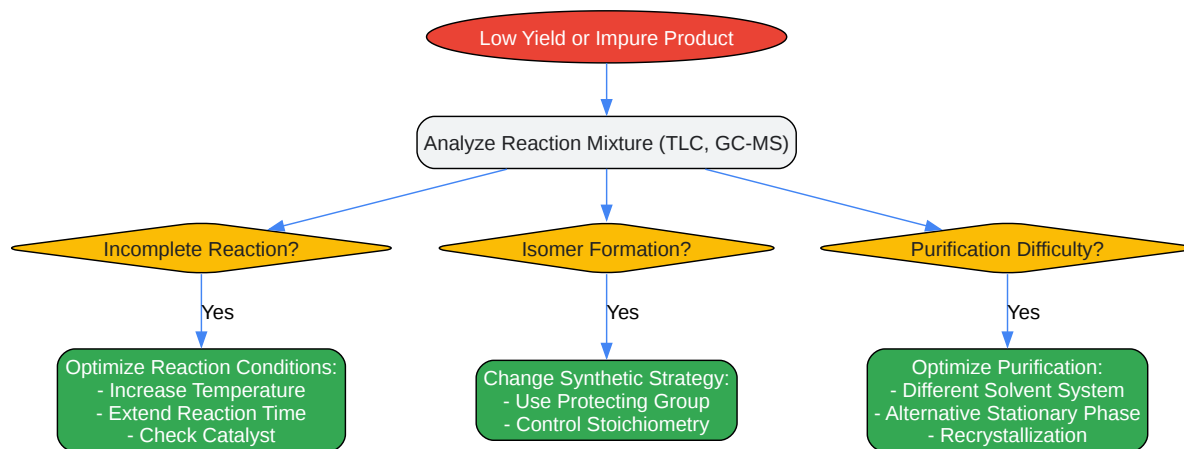 Low Yield or Impure Product
Analyze Reaction Mixture (TLC, GC-MS)
Incomplete Reaction?
Isomer Formation?
Purification Difficulty?
Yes
Yes
Yes
Optimize Reaction Conditions:
- Increase Temperature
- Extend Reaction Time
- Check Catalyst
Change Synthetic Strategy:
- Use Protecting Group
- Control Stoichiometry
Optimize Purification:
- Different Solvent System
- Alternative Stationary Phase
- Recrystallization